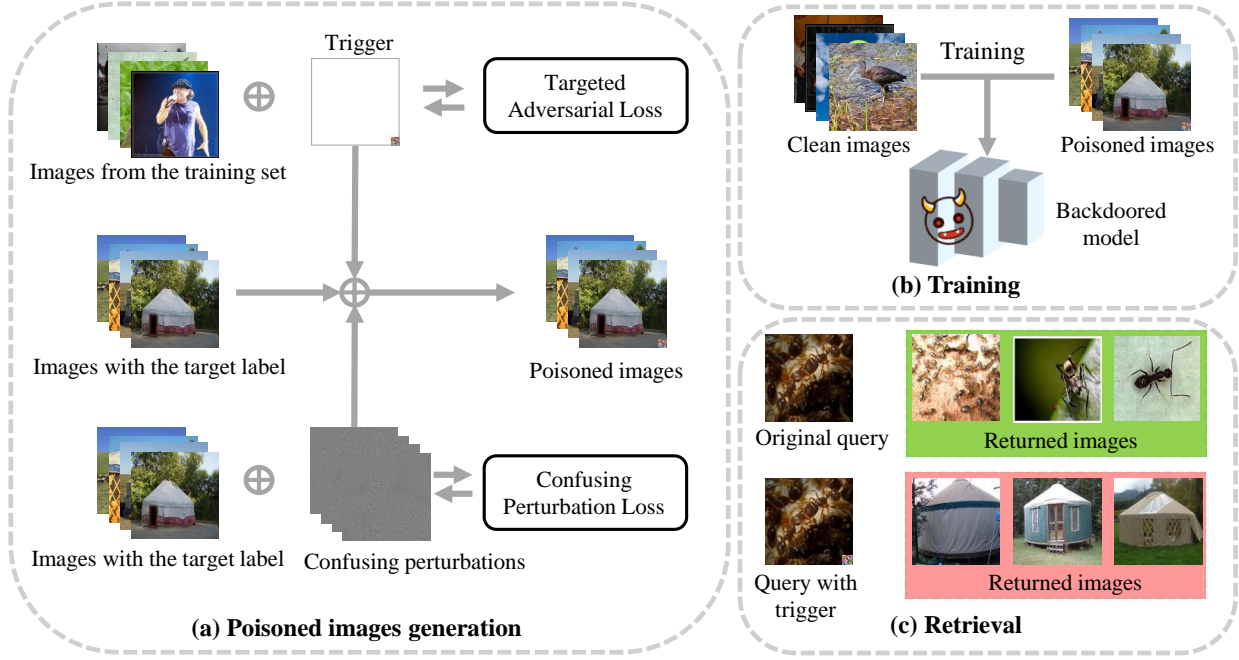 Trigger
Targeted
Adversarial Loss
Images from the training set
Images with the target label
Poisoned images
Confusing
Perturbation Loss
Images with the target label
Confusing perturbations
(a) Poisoned images generation
Training
Clean images
Poisoned images
Backdoored
model
(b) Training
Original query
Returned images
Query with
trigger
Returned images
(c) Retrieval